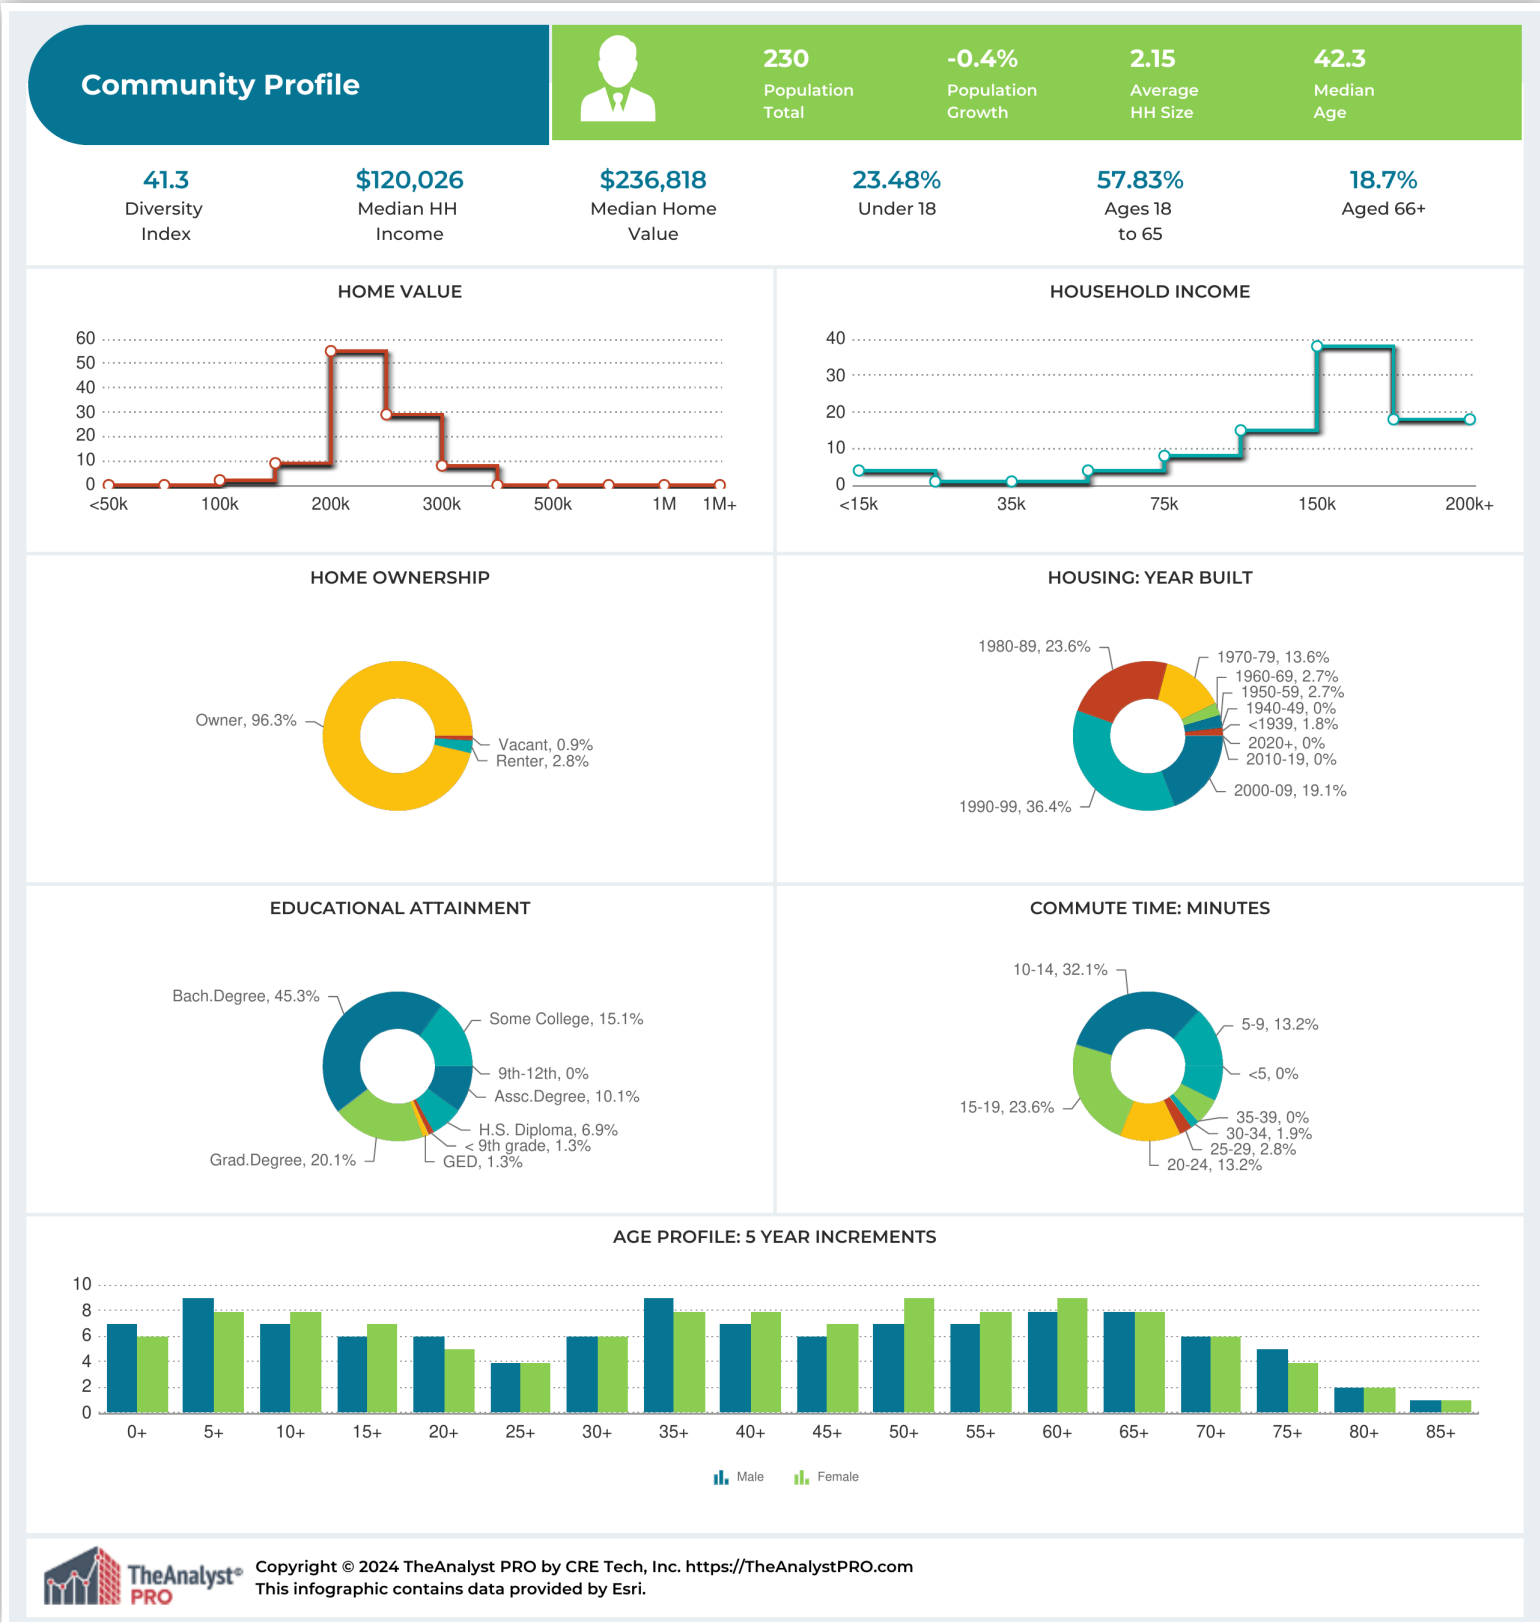 Community Profile
230
Population
Total
-0.4%
Population
Growth
2.15
Average
HH Size
42.3
Median
Age
41.3
Diversity
Index
$120,026
Median HH
Income
$236,818
Median Home
Value
23.48%
Under 18
57.83%
Ages 18
to 65
18.7%
Aged 66+
HOME VALUE
60
50
40
30
20
10
0
<50k 100k 200k 300k 500k 1M 1M+
HOUSEHOLD INCOME
40
30
20
10
0
<15k 35k 75k 150k 200k+
HOME OWNERSHIP
Owner, 96.3%
Vacant, 0.9%
Renter, 2.8%
HOUSING: YEAR BUILT
1980-89, 23.6%
1970-79, 13.6%
1960-69, 2.7%
1950-59, 2.7%
1940-49, 0%
<1939, 1.8%
2020+, 0%
2010-19, 0%
2000-09, 19.1%
1990-99, 36.4%
EDUCATIONAL ATTAINMENT
Bach.Degree, 45.3%
Some College, 15.1%
9th-12th, 0%
Assc.Degree, 10.1%
H.S. Diploma, 6.9%
< 9th grade, 1.3%
GED, 1.3%
Grad.Degree, 20.1%
COMMUTE TIME: MINUTES
10-14, 32.1%
5-9, 13.2%
<5, 0%
15-19, 23.6%
35-39, 0%
30-34, 1.9%
25-29, 2.8%
20-24, 13.2%
AGE PROFILE: 5 YEAR INCREMENTS
10
8
6
4
2
0
0+ 5+ 10+ 15+ 20+ 25+ 30+ 35+ 40+ 45+ 50+ 55+ 60+ 65+ 70+ 75+ 80+ 85+
Male Female
TheAnalyst©
PRO
Copyright © 2024 TheAnalyst PRO by CRE Tech, Inc. https://TheAnalystPRO.com
This infographic contains data provided by Esri.